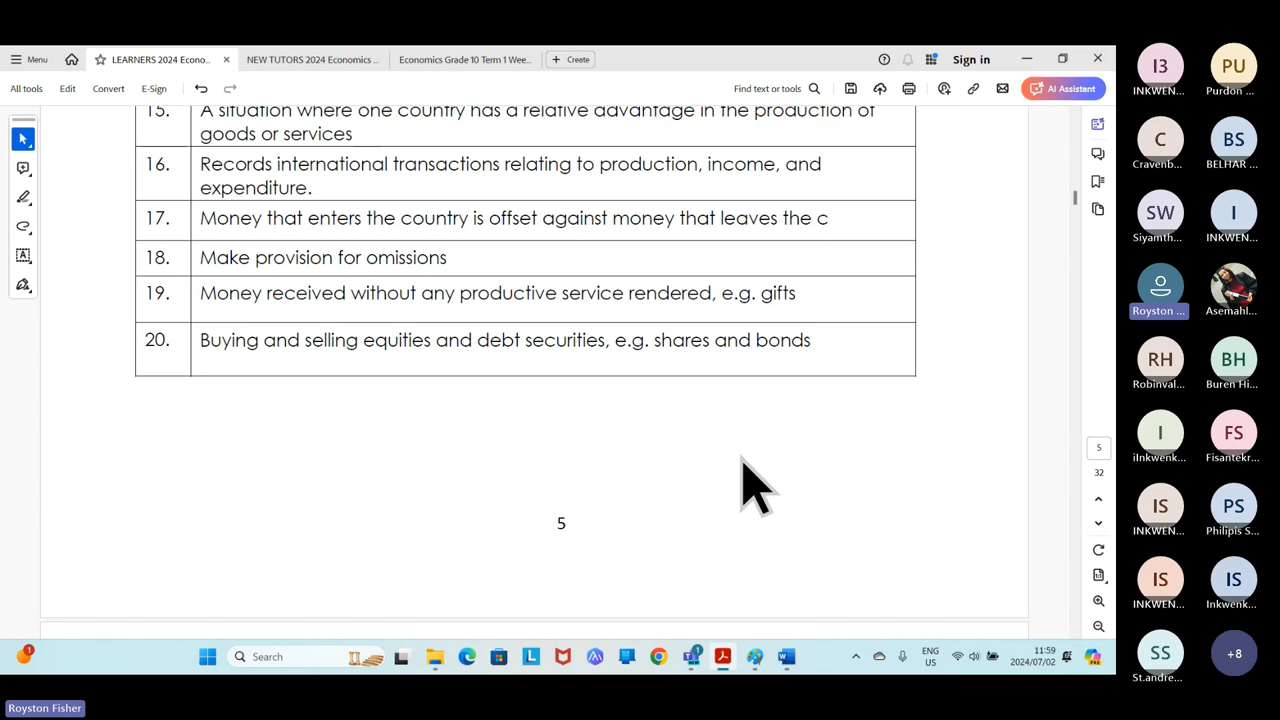 Menu
LEARNERS 2024 Econo...
NEW TUTORS 2024 Economics ...
Economics Grade 10 Term 1 Wee...
Create
Sign in
All tools
Edit
Convert
E-Sign
Find text or tools
AI Assistant
15. A situation where one country has a relative advantage in the production of
goods or services
16. Records international transactions relating to production, income, and
expenditure.
17. Money that enters the country is offset against money that leaves the c
18. Make provision for omissions
19. Money received without any productive service rendered, e.g. gifts
20. Buying and selling equities and debt securities, e.g. shares and bonds
5
5
32
Search
ENG
US
11:59
2024/07/02
I3
INKWEN...
PU
Purdon ...
C
Cravenb...
BS
BELHAR ...
SW
Siyamth...
I
INKWEN...
Royston ...
Asemahl...
RH
Robinval...
BH
Buren Hi...
I
iInkwenk...
FS
Fisantekr...
IS
INKWEN...
PS
Philipis S...
IS
INKWEN...
IS
Inkwenk...
SS
St.andre...
+8
Royston Fisher